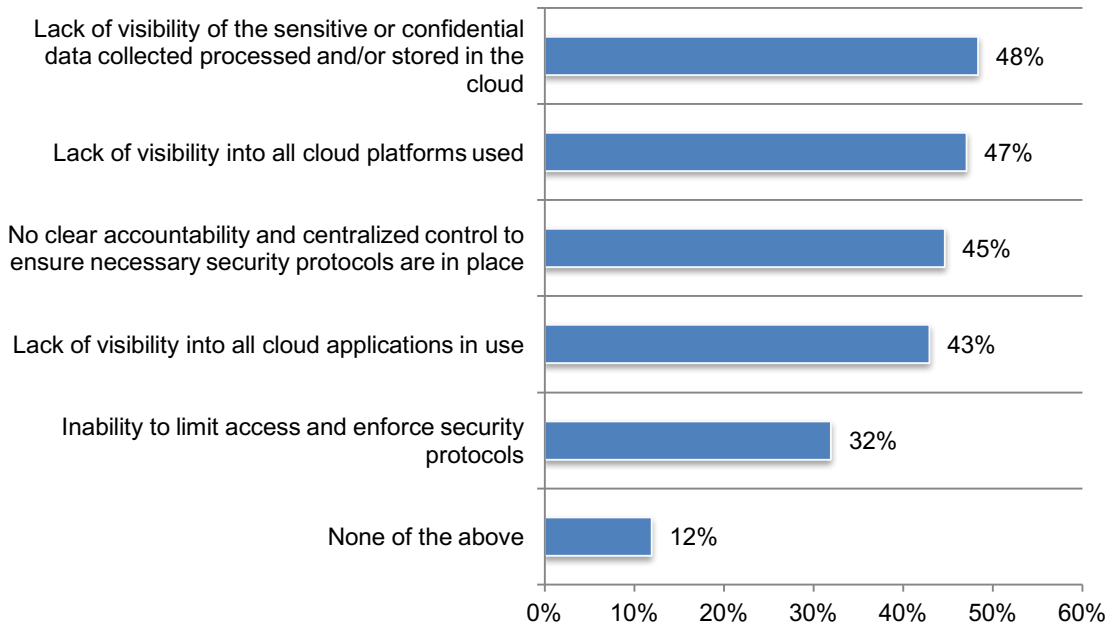 Lack of visibility of the sensitive or confidential
data collected processed and/or stored in the
cloud
48%
Lack of visibility into all cloud platforms used
47%
No clear accountability and centralized control to
ensure necessary security protocols are in place
45%
Lack of visibility into all cloud applications in use
43%
Inability to limit access and enforce security
protocols
32%
None of the above
12%
0% 10% 20% 30% 40% 50% 60%